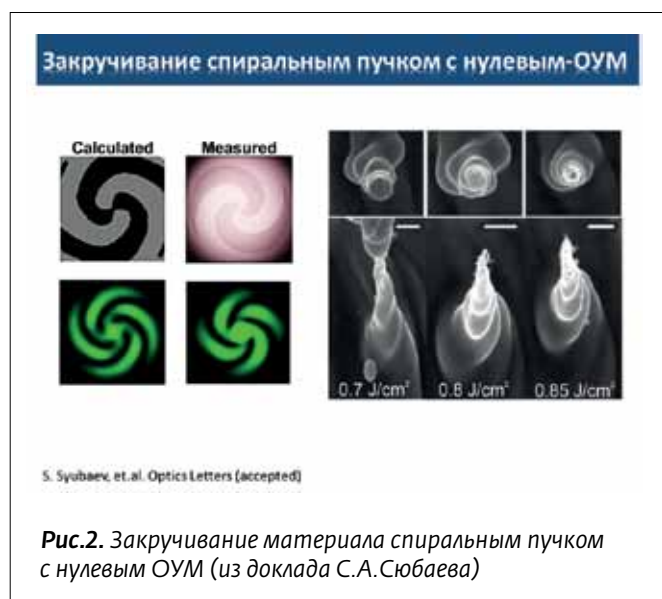 Закручивание спиральным пучком с нулевым-ОУМ
Calculated Measured
0.7 J/cm² 0.8 J/cm² 0.85 J/cm²
S. Syubaev, et.al. Optics Letters (accepted)
Рис.2. Закручивание материала спиральным пучком
с нулевым ОУМ (из доклада С.А.Сюбаева)